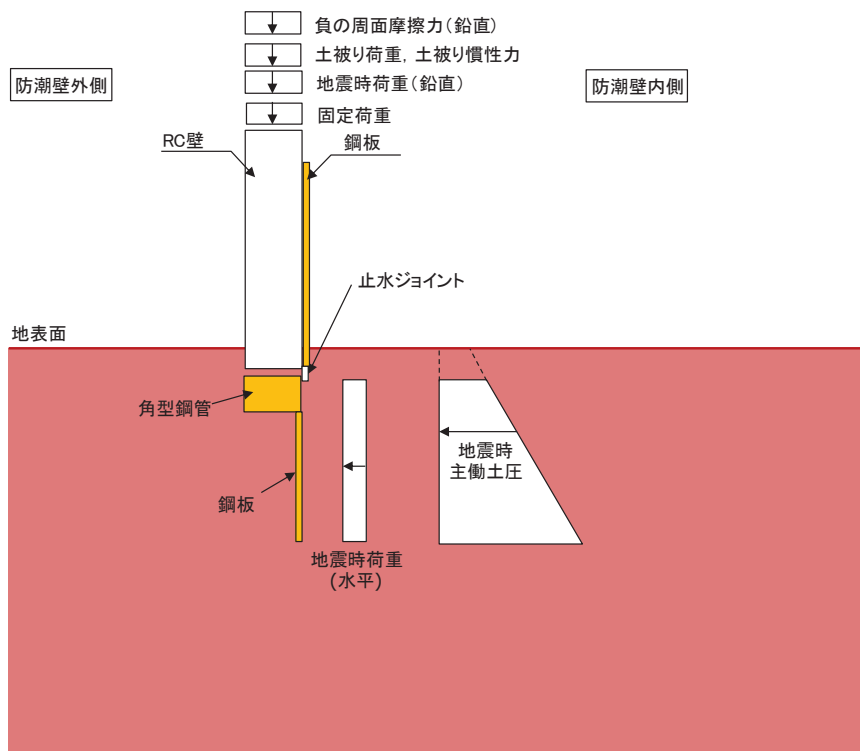 負の周面摩擦力(鉛直)
土被り荷重, 土被り慣性力
防潮壁外側
地震時荷重(鉛直)
防潮壁内側
固定荷重
RC壁
鋼板
止水ジョイント
地表面
角型鋼管
地震時
主働土圧
鋼板
地震時荷重
(水平)